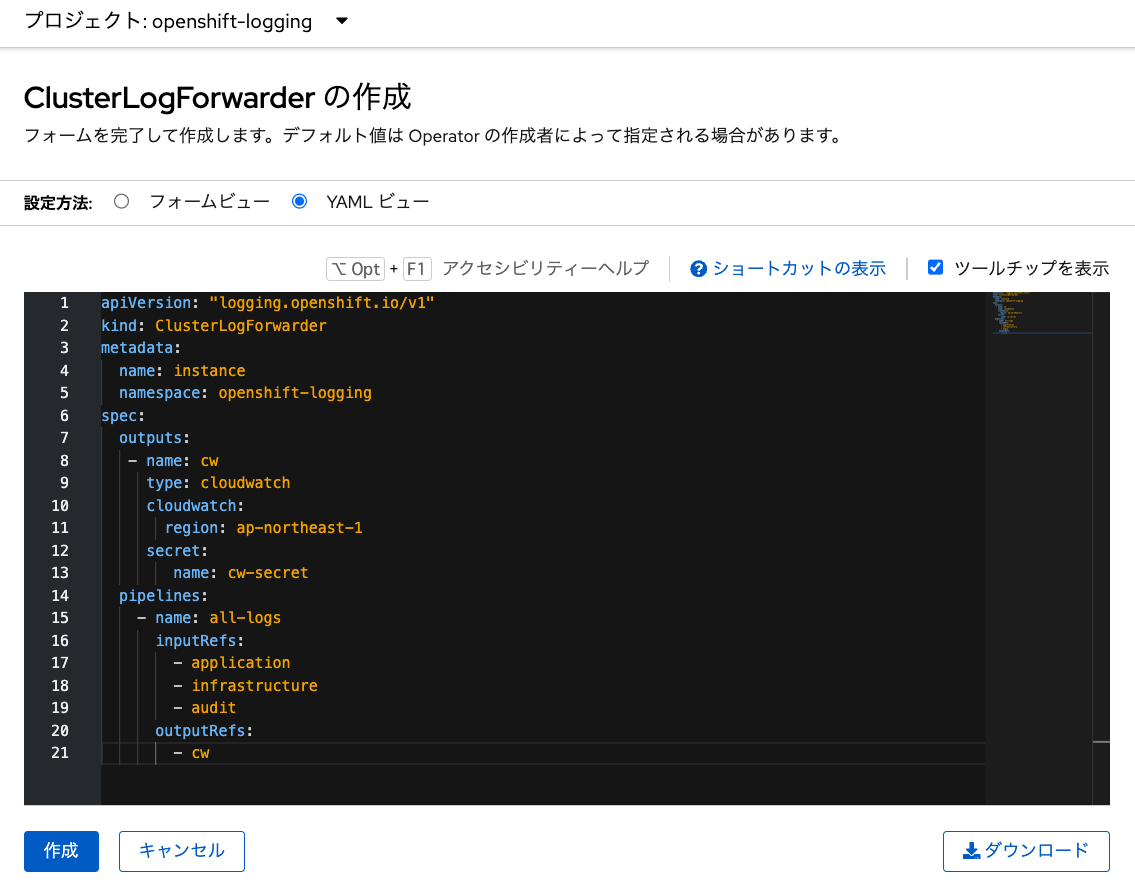 プロジェクト: openshift-logging
ClusterLogForwarder の作成
フォームを完了して作成します。デフォルト値は Operator の作成者によって指定される場合があります。
設定方法: フォームビュー YAML ビュー
⌥ Opt + F1 アクセシビリティーヘルプ ショートカットの表示 ツールチップを表示
1 apiVersion: "logging.openshift.io/v1"
2 kind: ClusterLogForwarder
3 metadata:
4   name: instance
5   namespace: openshift-logging
6 spec:
7   outputs:
8    - name: cw
9      type: cloudwatch
10      cloudwatch:
11        region: ap-northeast-1
12      secret:
13         name: cw-secret
14   pipelines:
15     - name: all-logs
16       inputRefs:
17         - application
18         - infrastructure
19         - audit
20       outputRefs:
21         - cw
作成 キャンセル ダウンロード